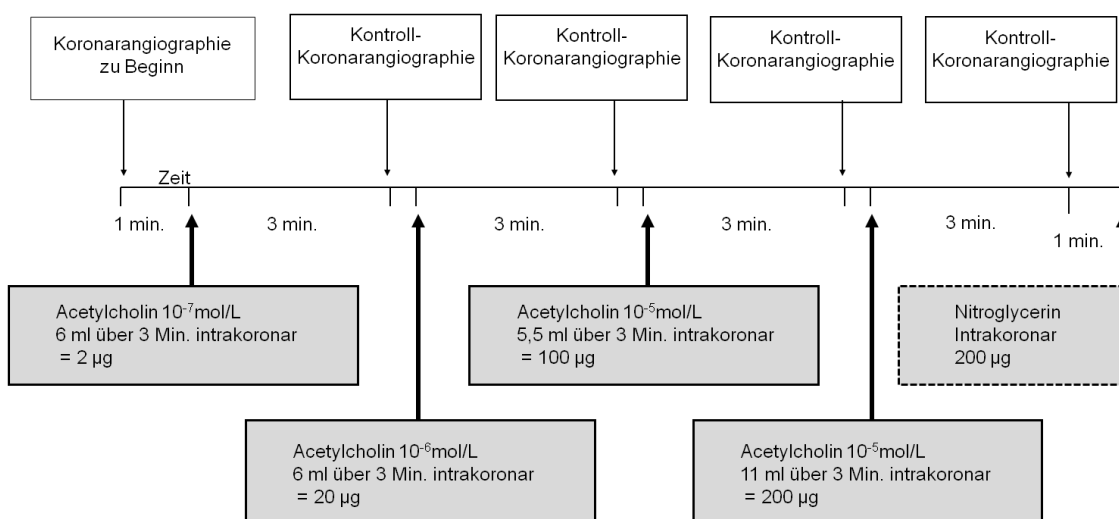 Koronarangiographie
zu Beginn
Kontroll-
Koronarangiographie
Kontroll-
Koronarangiographie
Kontroll-
Koronarangiographie
Kontroll-
Koronarangiographie
Zeit
1 min.
3 min.
3 min.
3 min.
3 min.
1 min.
Acetylcholin 10⁻⁷mol/L
6 ml über 3 Min. intrakoronar
= 2 µg
Acetylcholin 10⁻⁵mol/L
5,5 ml über 3 Min. intrakoronar
= 100 µg
Nitroglycerin
Intrakoronar
200 µg
Acetylcholin 10⁻⁶mol/L
6 ml über 3 Min. intrakoronar
= 20 µg
Acetylcholin 10⁻⁵mol/L
11 ml über 3 Min. intrakoronar
= 200 µg